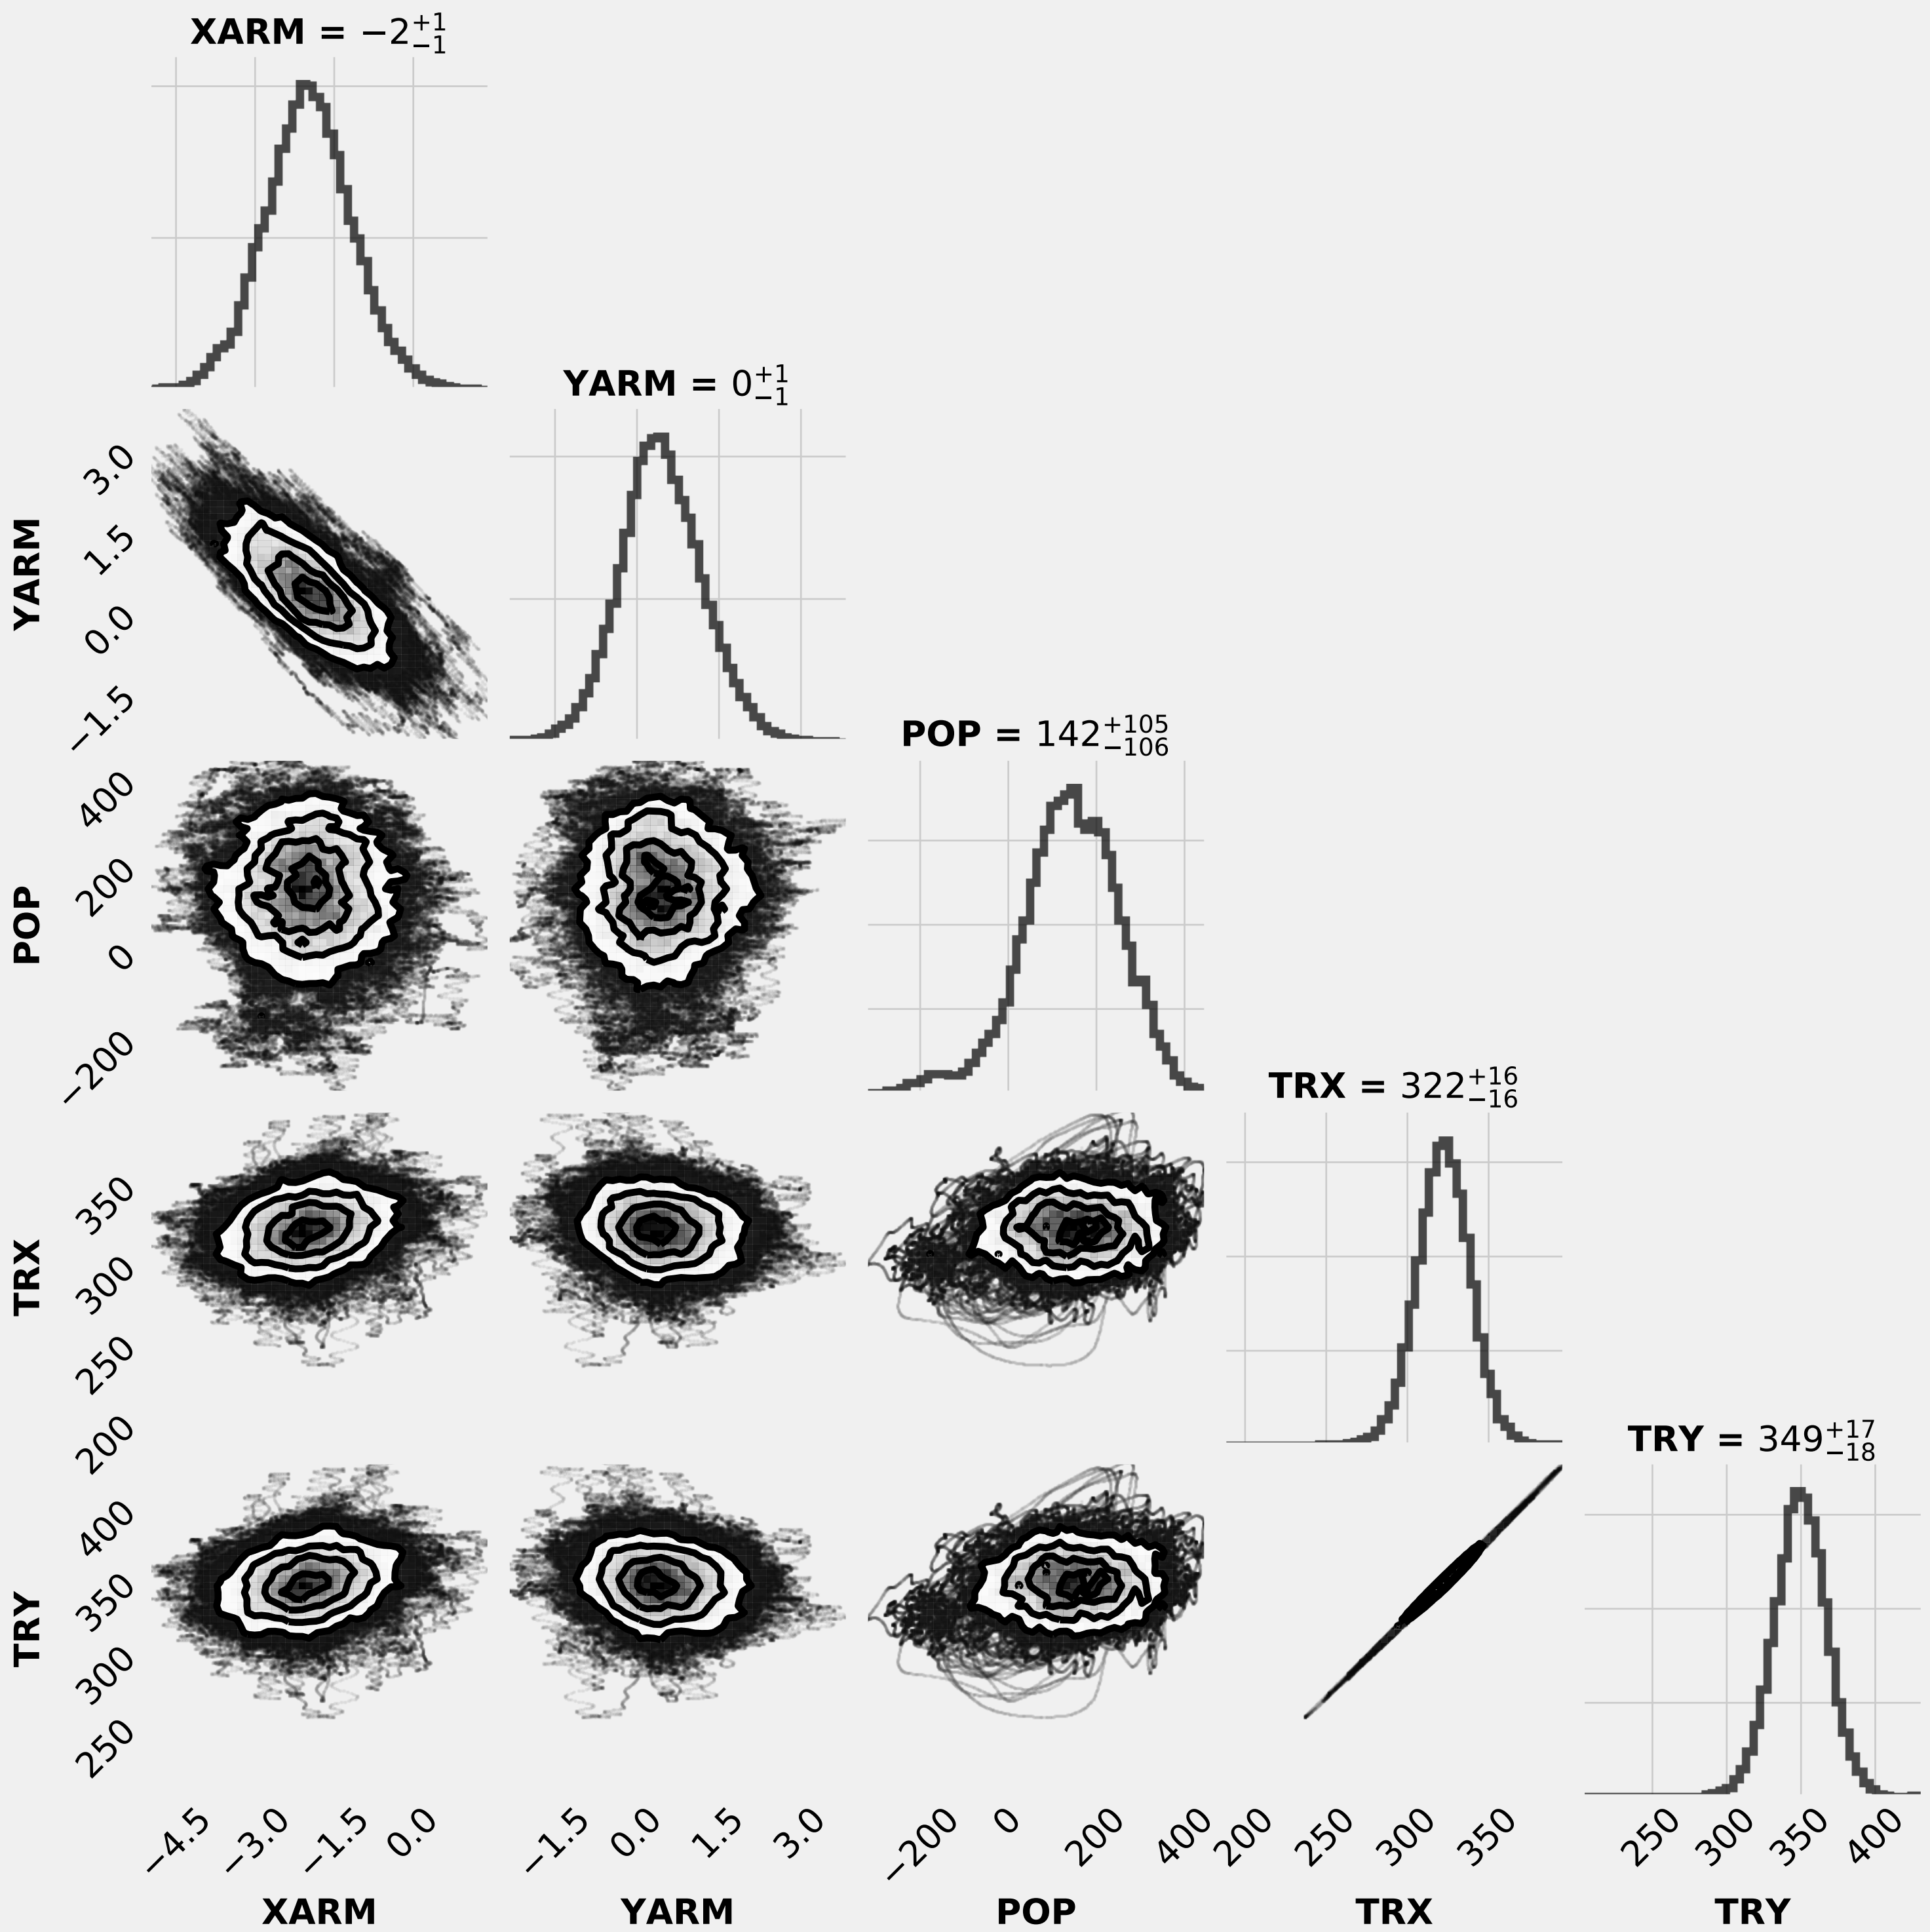 XARM = −2 +1 −1
YARM = 0 +1 −1
3.0
1.5
0.0
−1.5
YARM
POP = 142 +105 −106
400
200
0
−200
POP
TRX = 322 +16 −16
350
300
250
200
TRX
TRY = 349 +17 −18
400
350
300
250
TRY
−4.5 −3.0 −1.5 0.0 −1.5 0.0 1.5 3.0 −200 0 200 400 200 250 300 350 250 300 350 400
XARM YARM POP TRX TRY